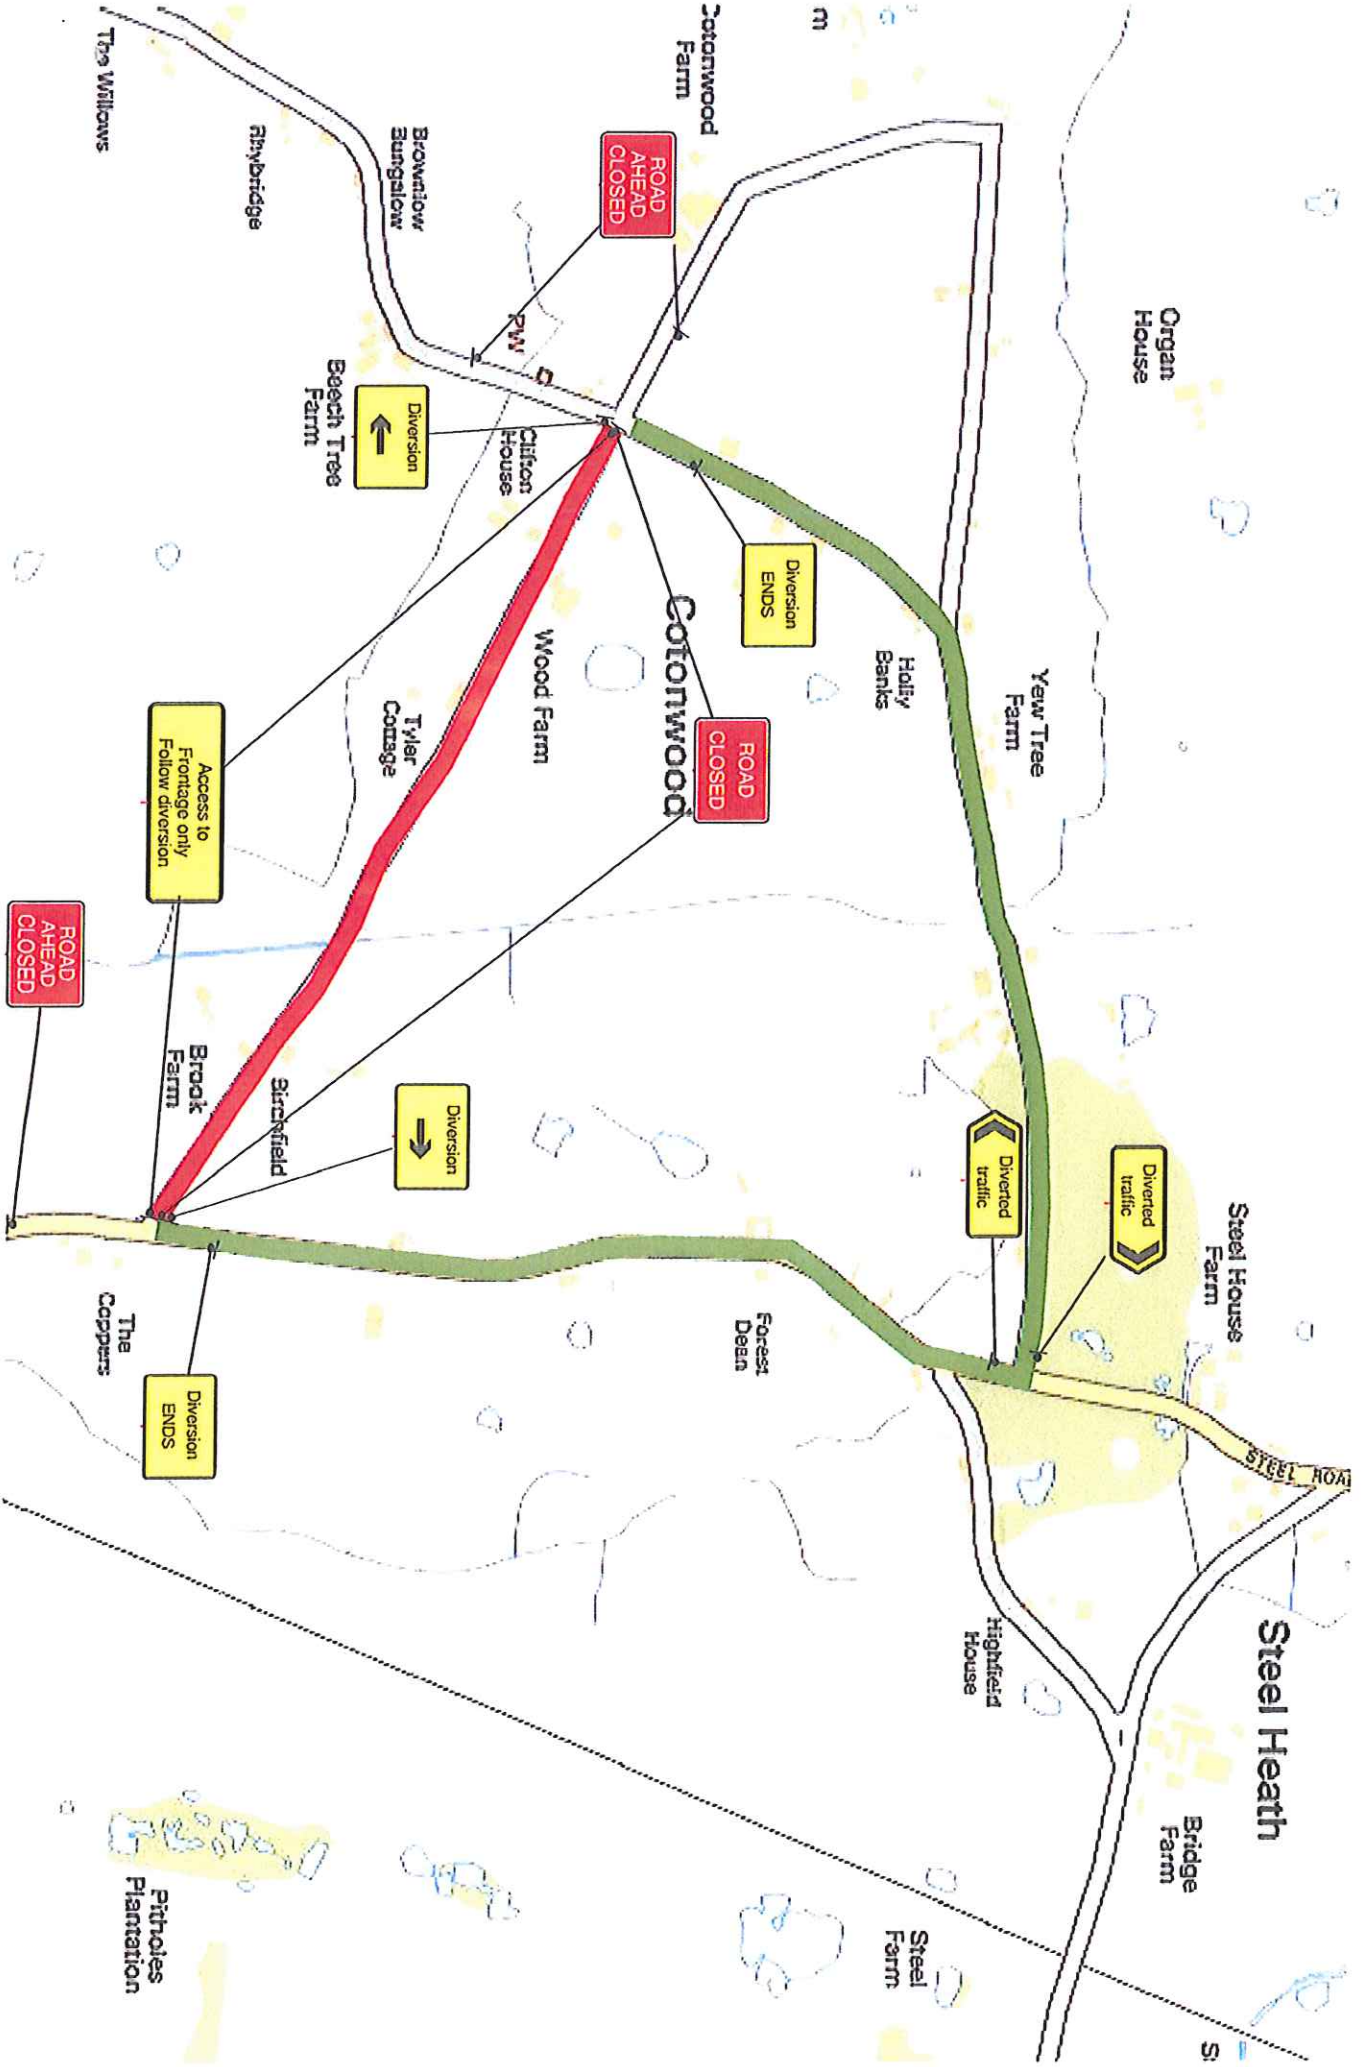 STEEL ROA
Steel Heath
Steel House
Farm
Bridge
Farm
Organ
House
Diverted
traffic
Yew Tree
Farm
Diverted
traffic
Highfield
House
Steel
Farm
Holly
Banks
m
Diversion
ENDS
Forest
Dean
ROAD
CLOSED
Cotonwood
otonwood
Farm
ROAD
AHEAD
CLOSED
Wood Farm
PW
Clifton
House
Diversion
Diversion
Brownlow
Bungalow
Tyler
Cottage
Beech Tree
Farm
Birchfield
Rhybridge
Brook
Farm
Access to
Frontage only
Follow diversion
Diversion
ENDS
The
Coppers
Pitholes
Plantation
The Willows
ROAD
AHEAD
CLOSED